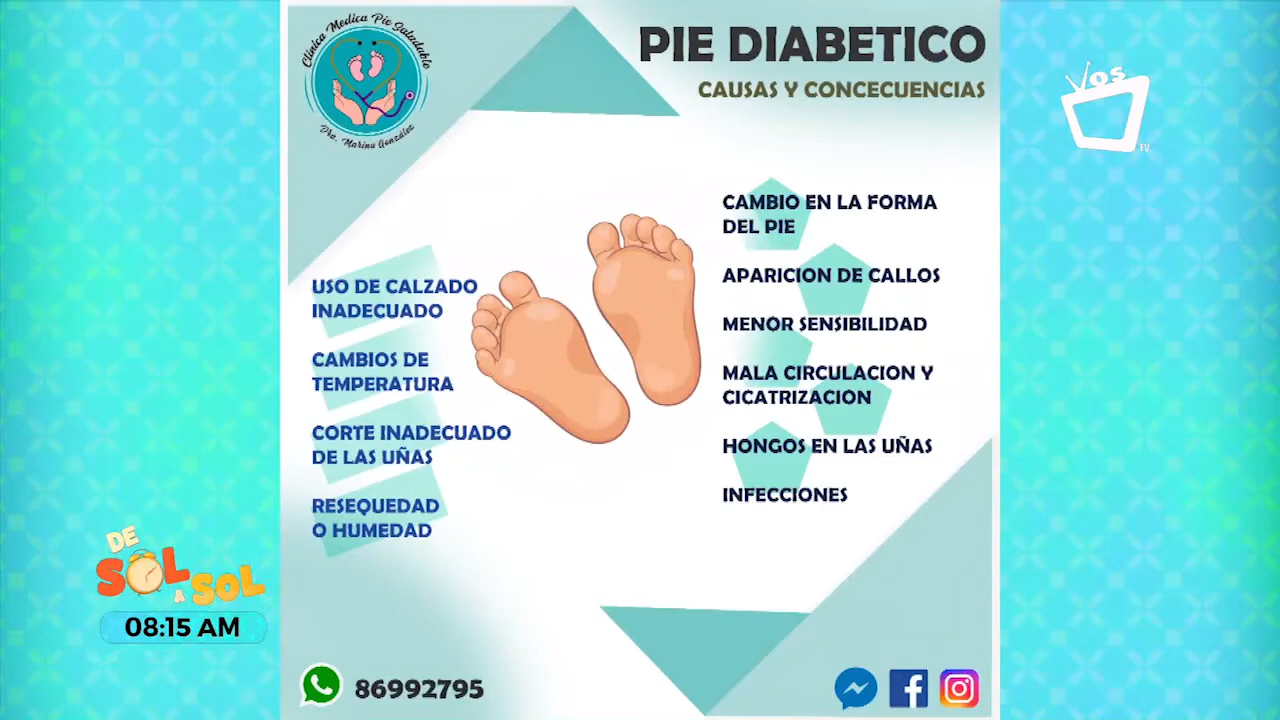 Clínica Medica Pie Saludable
Dra. Marina González
PIE DIABETICO
CAUSAS Y CONCECUENCIAS
VOS
.TV
USO DE CALZADO
INADECUADO
CAMBIOS DE
TEMPERATURA
CORTE INADECUADO
DE LAS UÑAS
RESEQUEDAD
O HUMEDAD
CAMBIO EN LA FORMA
DEL PIE
APARICION DE CALLOS
MENOR SENSIBILIDAD
MALA CIRCULACION Y
CICATRIZACION
HONGOS EN LAS UÑAS
INFECCIONES
DE
SOL
A SOL
08:15 AM
86992795